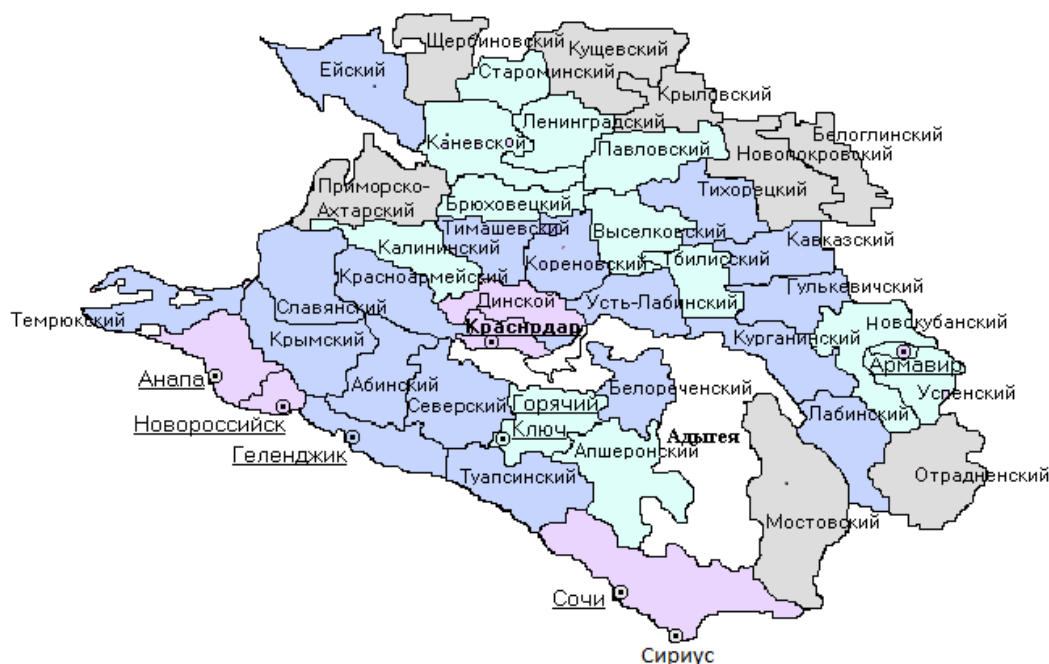 Щербиновский
Кущевский
Ейский
Староминский
Крыловский
Ленинградский
Белоглинский
Каневской
Павловский
Новопокровский
Приморско-
Ахтарский
Тихорецкий
Брюховецкий
Тимашевский
Выселковский
Кавказский
Калининский
Кореновский
Тбилисский
Красноармейский
Динской
Усть-Лабинский
Гулькевичский
Славянский
Темрюкский
Краснрдар
Новокубанский
Крымский
Курганинский
Армавир
Анапа
Абинский
Белореченский
Успенский
Северский
Горячий
Ключ
Лабинский
Новороссийск
Адыгея
Геленджик
Апшеронский
Туапсинский
Отрадненский
Мостовский
Сочи
Сириус